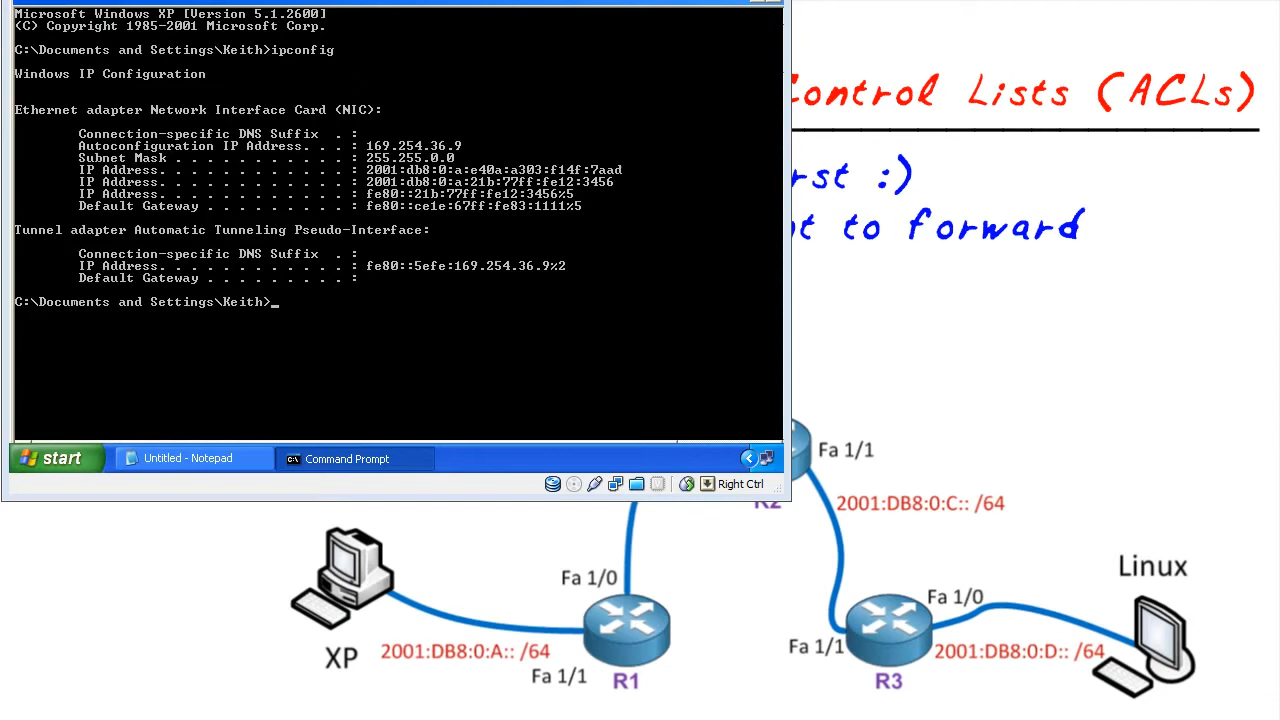 Microsoft Windows XP [Version 5.1.2600]
(C) Copyright 1985-2001 Microsoft Corp.
C:\Documents and Settings\Keith>ipconfig
Windows IP Configuration
Ethernet adapter Network Interface Card (NIC):
Connection-specific DNS Suffix  . :
Autoconfiguration IP Address. . . : 169.254.36.9
Subnet Mask . . . . . . . . . . . : 255.255.0.0
IP Address. . . . . . . . . . . . : 2001:db8:0:a:e40a:a303:f14f:7aad
IP Address. . . . . . . . . . . . : 2001:db8:0:a:21b:77ff:fe12:3456
IP Address. . . . . . . . . . . . : fe80::21b:77ff:fe12:3456%5
Default Gateway . . . . . . . . . : fe80::ce1e:67ff:fe83:1111%5
Tunnel adapter Automatic Tunneling Pseudo-Interface:
Connection-specific DNS Suffix  . :
IP Address. . . . . . . . . . . . : fe80::5efe:169.254.36.9%2
Default Gateway . . . . . . . . . :
C:\Documents and Settings\Keith>_
start
Untitled - Notepad
Command Prompt
Right Ctrl
Control Lists (ACLs)
:)
to forward
Fa 1/1
R2
2001:DB8:0:C:: /64
Linux
Fa 1/0
Fa 1/0
XP
2001:DB8:0:A:: /64
Fa 1/1
R1
Fa 1/1
2001:DB8:0:D:: /64
R3